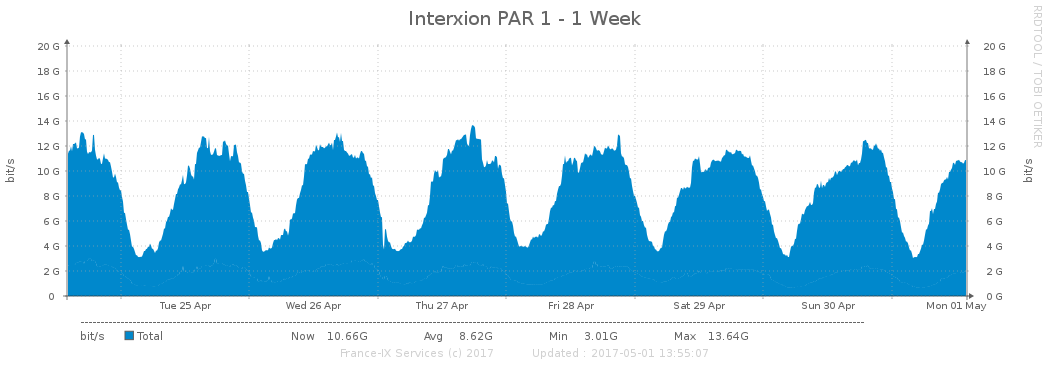 Interxion PAR 1 - 1 Week
RRDTOOL / TOBI OETIKER
20 G 20 G
18 G 18 G
16 G 16 G
14 G 14 G
12 G 12 G
10 G 10 G
8 G 8 G
6 G 6 G
4 G 4 G
2 G 2 G
0 0 G
bit/s
bit/s
Tue 25 Apr Wed 26 Apr Thu 27 Apr Fri 28 Apr Sat 29 Apr Sun 30 Apr Mon 01 May
bit/s Total Now 10.66G Avg 8.62G Min 3.01G Max 13.64G
France-IX Services (c) 2017 Updated : 2017-05-01 13:55:07